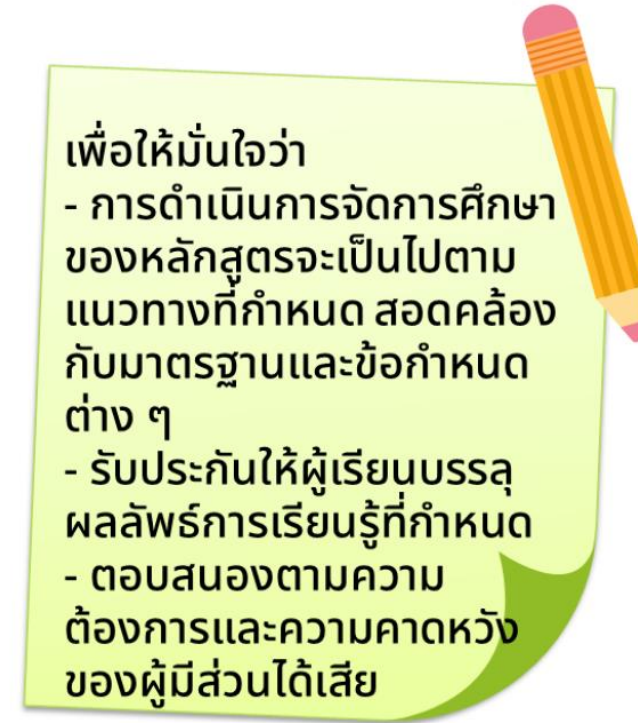 เพื่อให้มั่นใจว่า
- การดำเนินการจัดการศึกษา
ของหลักสูตรจะเป็นไปตาม
แนวทางที่กำหนด สอดคล้อง
กับมาตรฐานและข้อกำหนด
ต่าง ๆ
- รับประกันให้ผู้เรียนบรรลุ
ผลลัพธ์การเรียนรู้ที่กำหนด
- ตอบสนองตามความ
ต้องการและความคาดหวัง
ของผู้มีส่วนได้เสีย